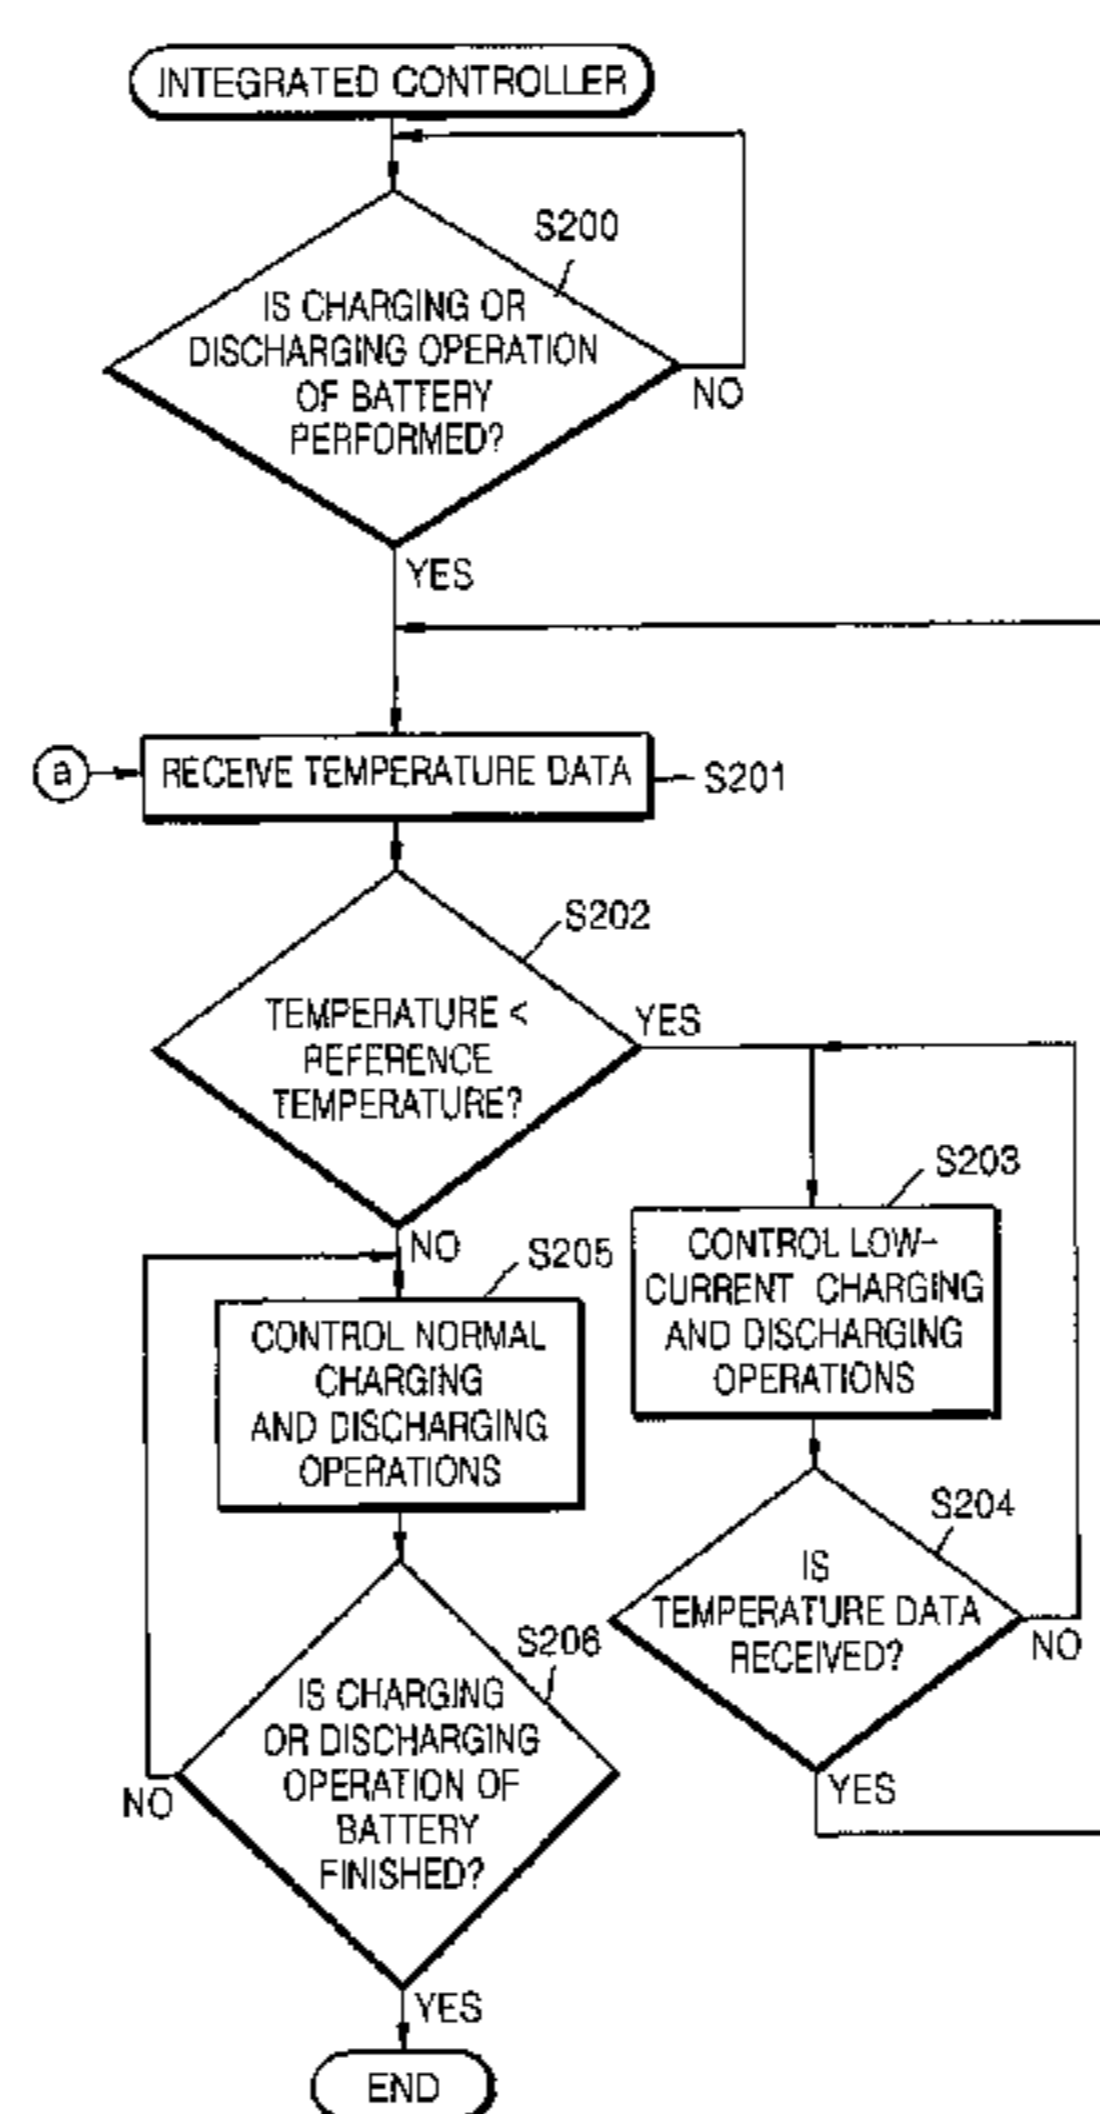 INTEGRATED CONTROLLER
S200
IS CHARGING OR
DISCHARGING OPERATION
OF BATTERY
PERFORMED?
NO
YES
a
RECEIVE TEMPERATURE DATA
S201
S202
TEMPERATURE <
REFERENCE
TEMPERATURE?
YES
NO
S203
CONTROL LOW-
CURRENT CHARGING
AND DISCHARGING
OPERATIONS
S205
CONTROL NORMAL
CHARGING
AND DISCHARGING
OPERATIONS
S204
IS
TEMPERATURE DATA
RECEIVED?
NO
YES
S206
IS CHARGING
OR DISCHARGING
OPERATION OF
BATTERY
FINISHED?
NO
YES
END